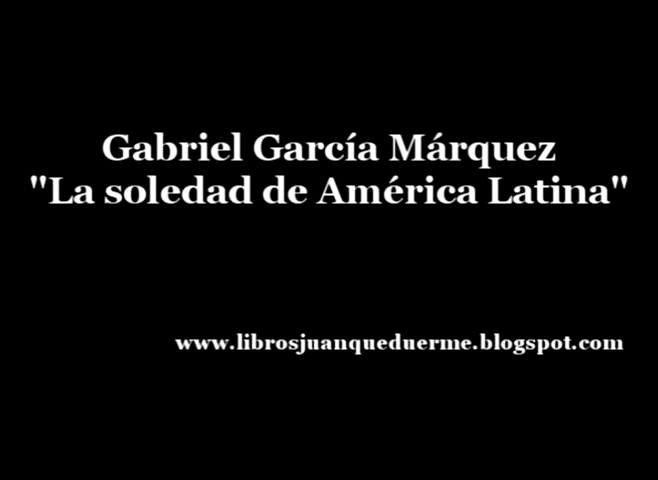 Gabriel García Márquez
"La soledad de América Latina"
www.librosjuanqueduerme.blogspot.com